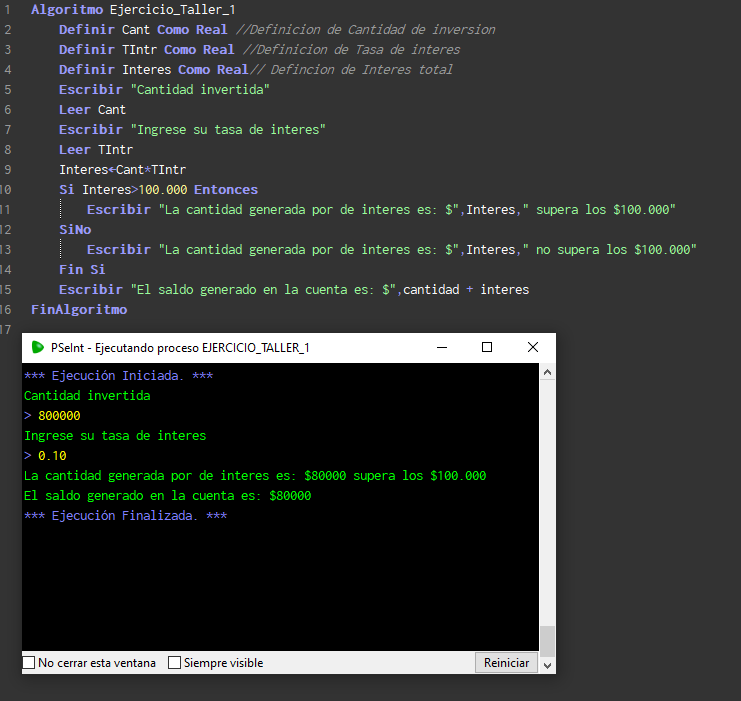 1 Algoritmo Ejercicio_Taller_1
2 Definir Cant Como Real //Definicion de Cantidad de inversion
3 Definir TIntr Como Real //Definicion de Tasa de interes
4 Definir Interes Como Real// Defincion de Interes total
5 Escribir "Cantidad invertida"
6 Leer Cant
7 Escribir "Ingrese su tasa de interes"
8 Leer TIntr
9 Interes←Cant*TIntr
10 Si Interes>100.000 Entonces
11 Escribir "La cantidad generada por de interes es: $",Interes," supera los $100.000"
12 SiNo
13 Escribir "La cantidad generada por de interes es: $",Interes," no supera los $100.000"
14 Fin Si
15 Escribir "El saldo generado en la cuenta es: $",cantidad + interes
16 FinAlgoritmo
17
PSeInt - Ejecutando proceso EJERCICIO_TALLER_1
*** Ejecución Iniciada. ***
Cantidad invertida
> 800000
Ingrese su tasa de interes
> 0.10
La cantidad generada por de interes es: $80000 supera los $100.000
El saldo generado en la cuenta es: $80000
*** Ejecución Finalizada. ***
No cerrar esta ventana Siempre visible Reiniciar